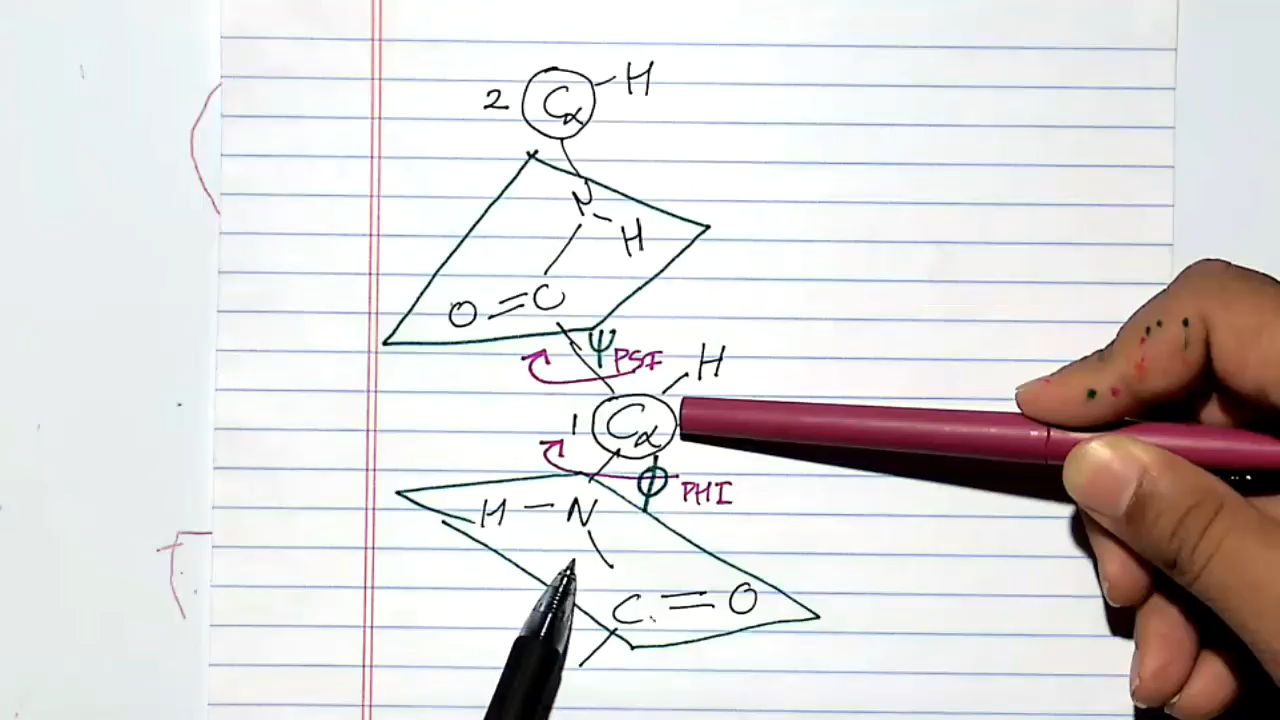 2 Cα H
N
H
O=C
ψ PSI
H
1 Cα
ϕ PHI
H-N
C=O